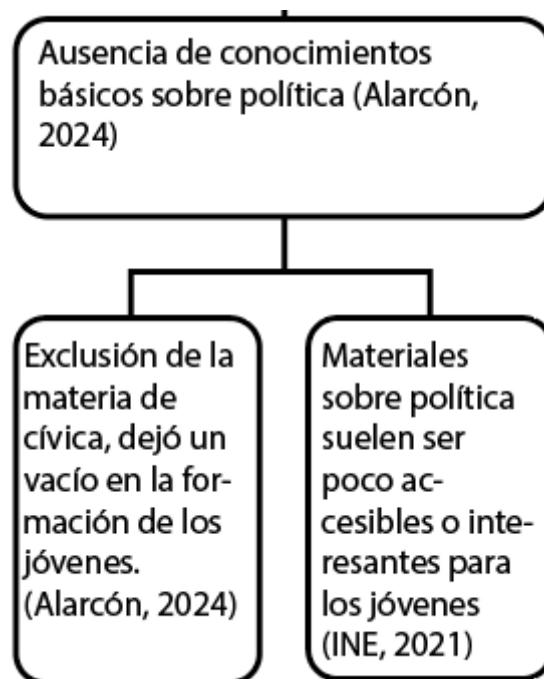 Ausencia de conocimientos
básicos sobre política (Alarcón,
2024)
Exclusión de la
materia de
cívica, dejó un
vacío en la for-
mación de los
jóvenes.
(Alarcón, 2024)
Materiales
sobre política
suelen ser
poco ac-
cesibles o inte-
resantes para
los jóvenes
(INE, 2021)